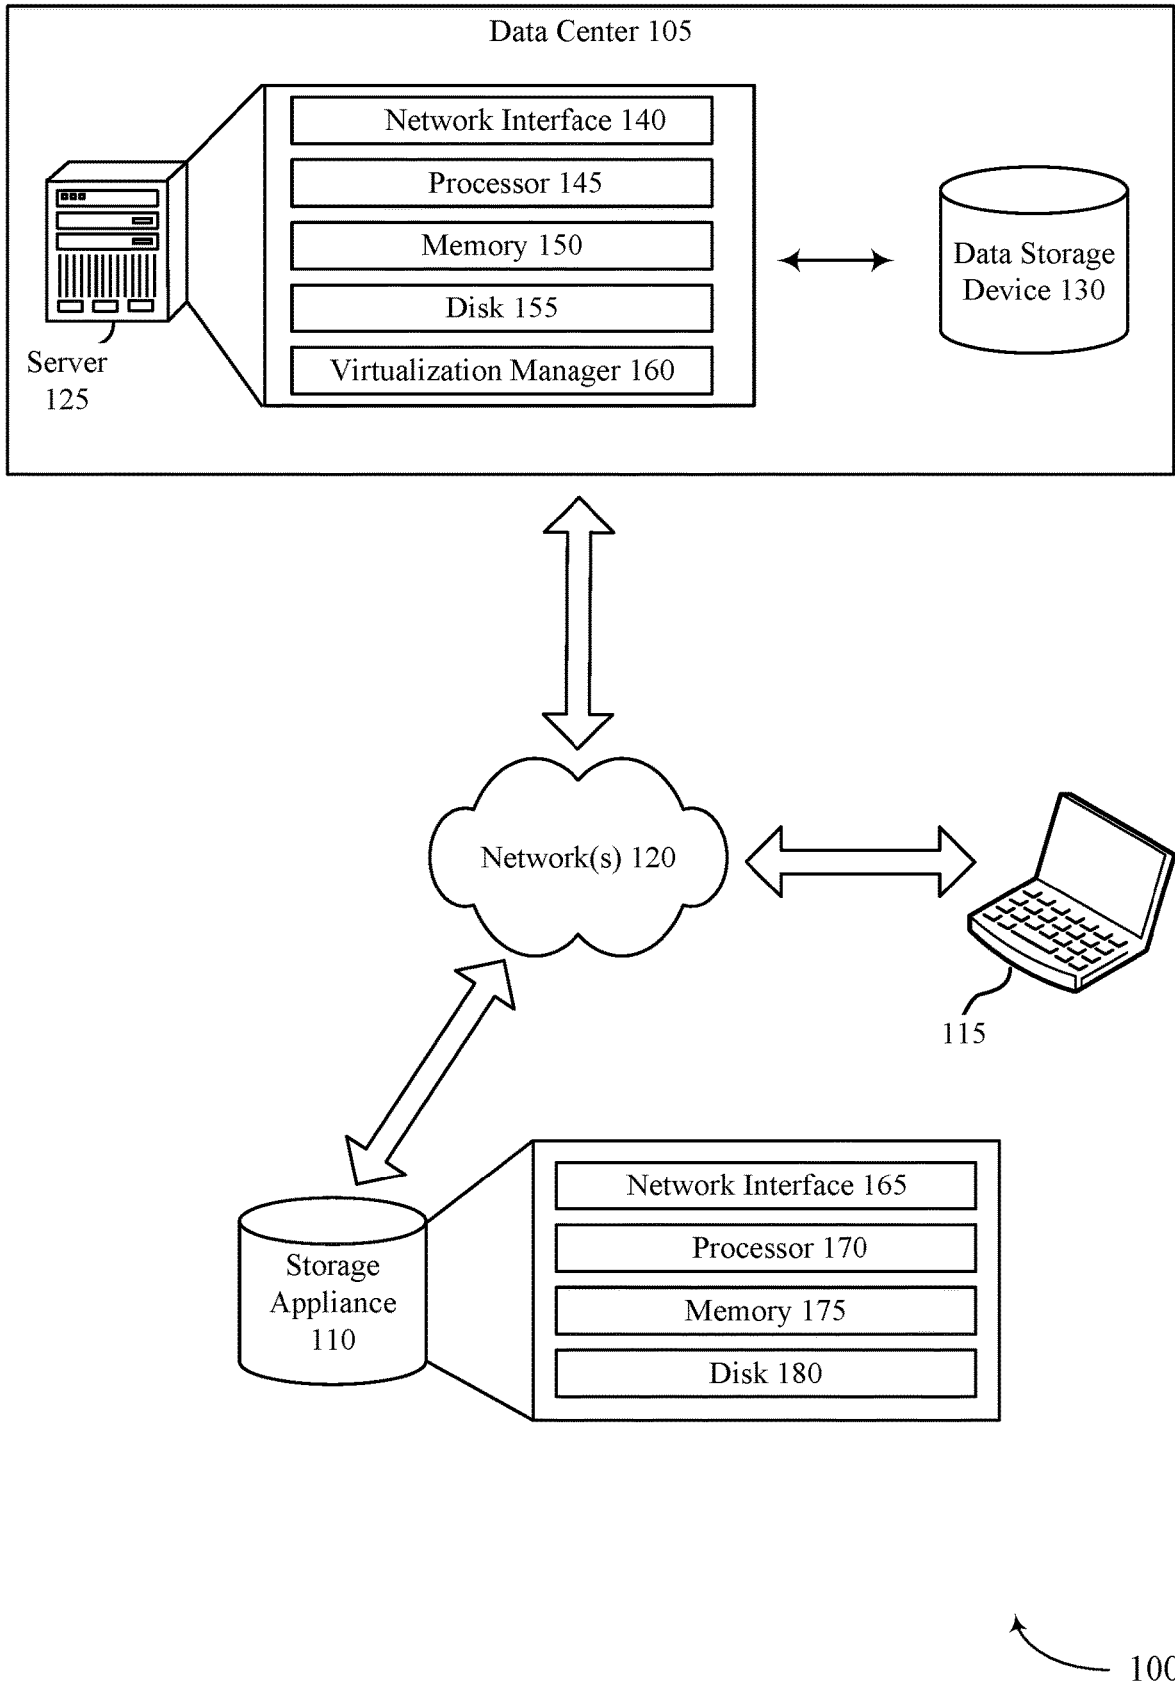 Data Center 105
Network Interface 140
Processor 145
Memory 150
Disk 155
Virtualization Manager 160
Server
125
Data Storage
Device 130
Network(s) 120
115
Storage
Appliance
110
Network Interface 165
Processor 170
Memory 175
Disk 180
100